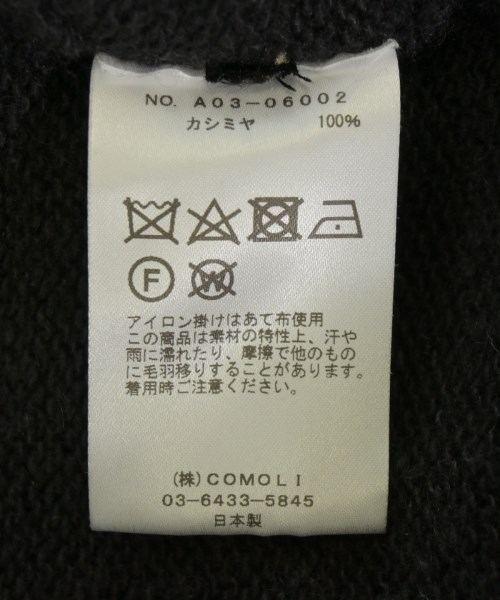 NO. A03-06002
カシミヤ 100%
F W
アイロン掛けはあて布使用
この商品は素材の特性上、汗や
雨に濡れたり、摩擦で他のもの
に毛羽移りすることがあります。
着用時ご注意ください。
(株)COMOLI
03-6433-5845
日本製